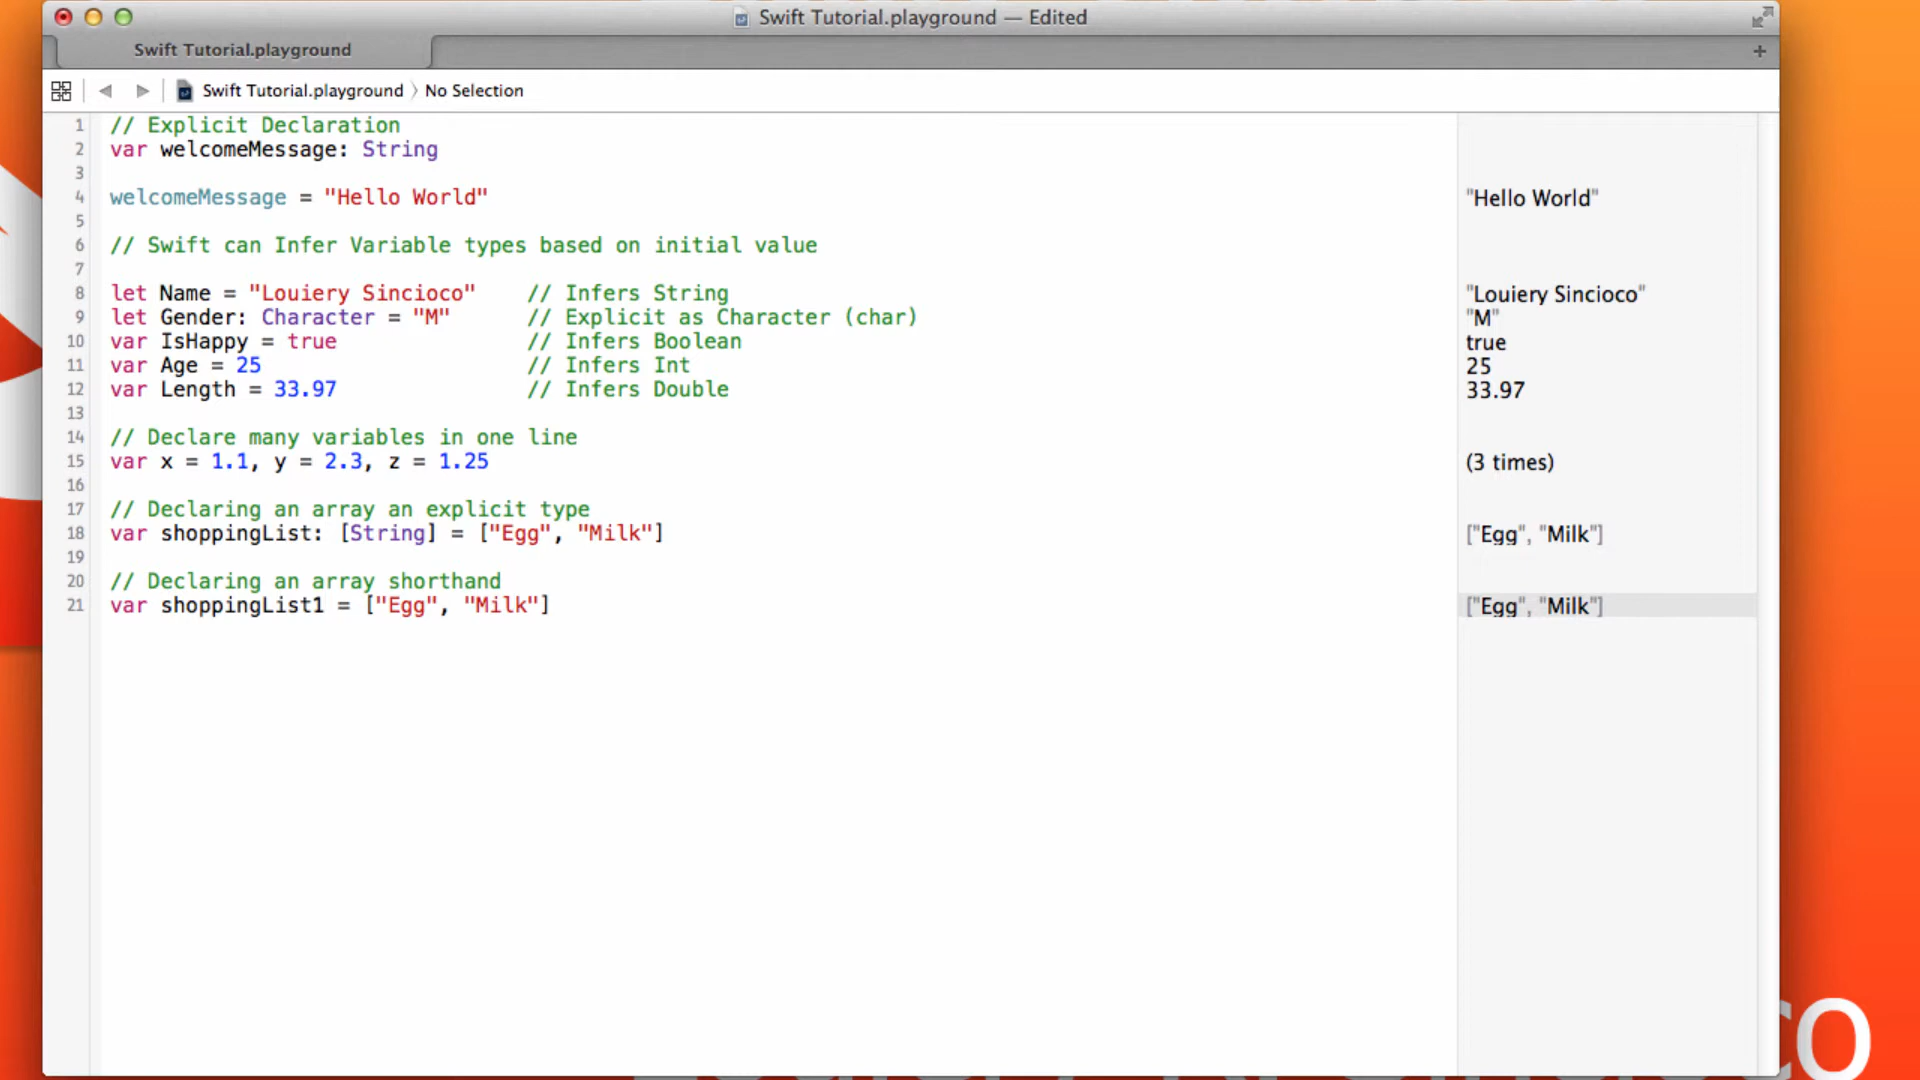 Swift Tutorial.playground — Edited
Swift Tutorial.playground
+
Swift Tutorial.playground 〉 No Selection
1 // Explicit Declaration
2 var welcomeMessage: String
3
4 welcomeMessage = "Hello World" "Hello World"
5
6 // Swift can Infer Variable types based on initial value
7
8 let Name = "Louiery Sincioco" // Infers String "Louiery Sincioco"
9 let Gender: Character = "M" // Explicit as Character (char) "M"
10 var IsHappy = true // Infers Boolean true
11 var Age = 25 // Infers Int 25
12 var Length = 33.97 // Infers Double 33.97
13
14 // Declare many variables in one line
15 var x = 1.1, y = 2.3, z = 1.25 (3 times)
16
17 // Declaring an array an explicit type
18 var shoppingList: [String] = ["Egg", "Milk"] ["Egg", "Milk"]
19
20 // Declaring an array shorthand
21 var shoppingList1 = ["Egg", "Milk"] ["Egg", "Milk"]